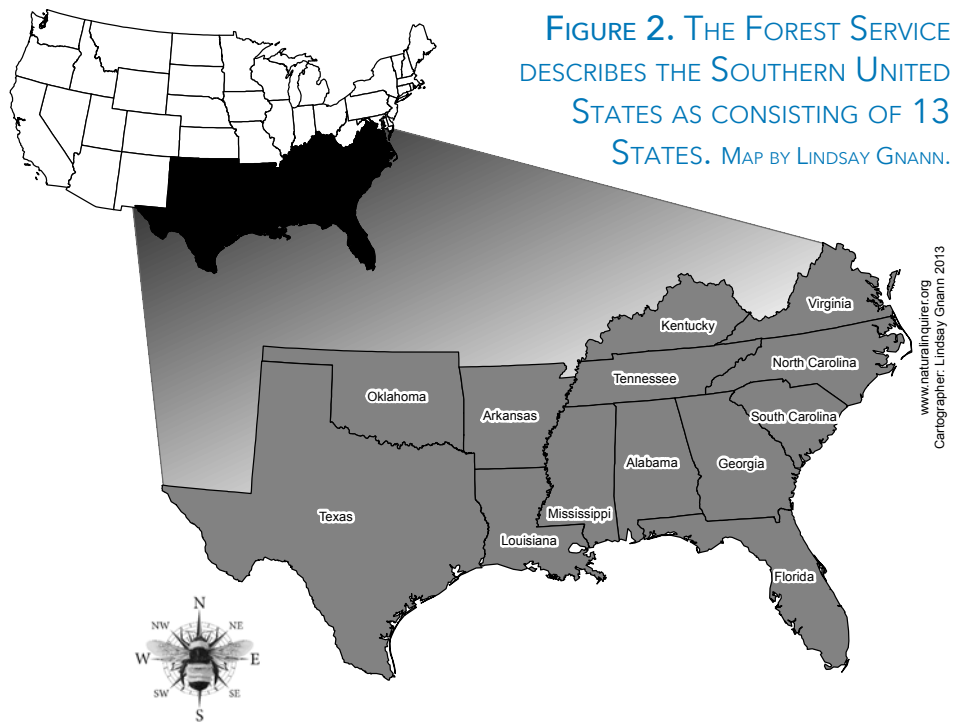 FIGURE 2. THE FOREST SERVICE
DESCRIBES THE SOUTHERN UNITED
STATES AS CONSISTING OF 13
STATES. MAP BY LINDSAY GNANN.
www.naturalinquirer.org
Cartographer: Lindsay Gnann 2013
Virginia
Kentucky
North Carolina
Tennessee
Oklahoma
Arkansas
South Carolina
Alabama
Georgia
Mississippi
Texas
Louisiana
Florida
N
NW NE
W E
SW SE
S